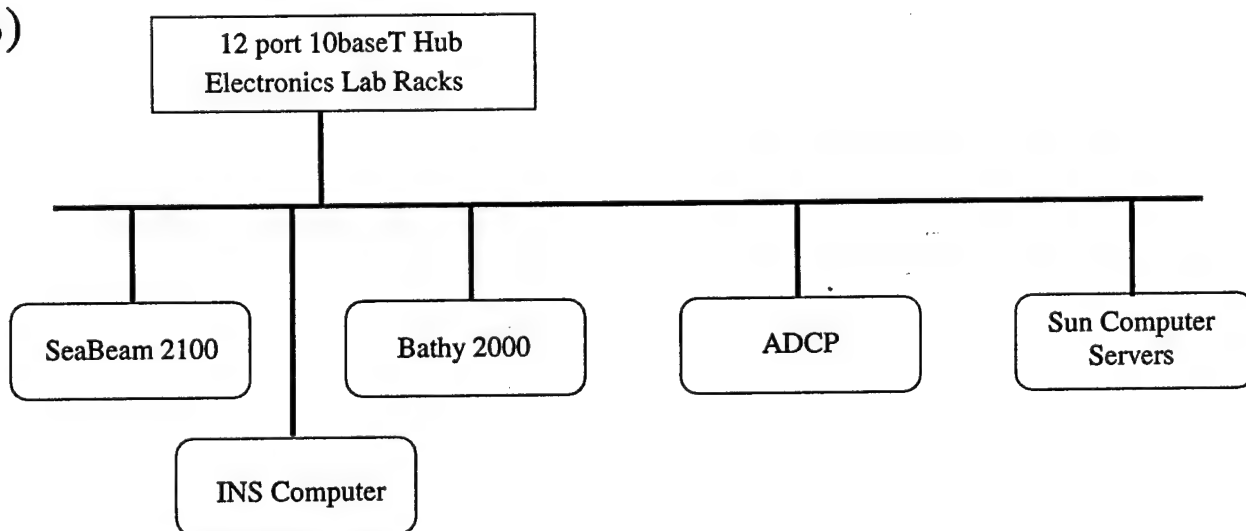 )
12 port 10baseT Hub
Electronics Lab Racks
SeaBeam 2100
Bathy 2000
ADCP
Sun Computer
Servers
INS Computer